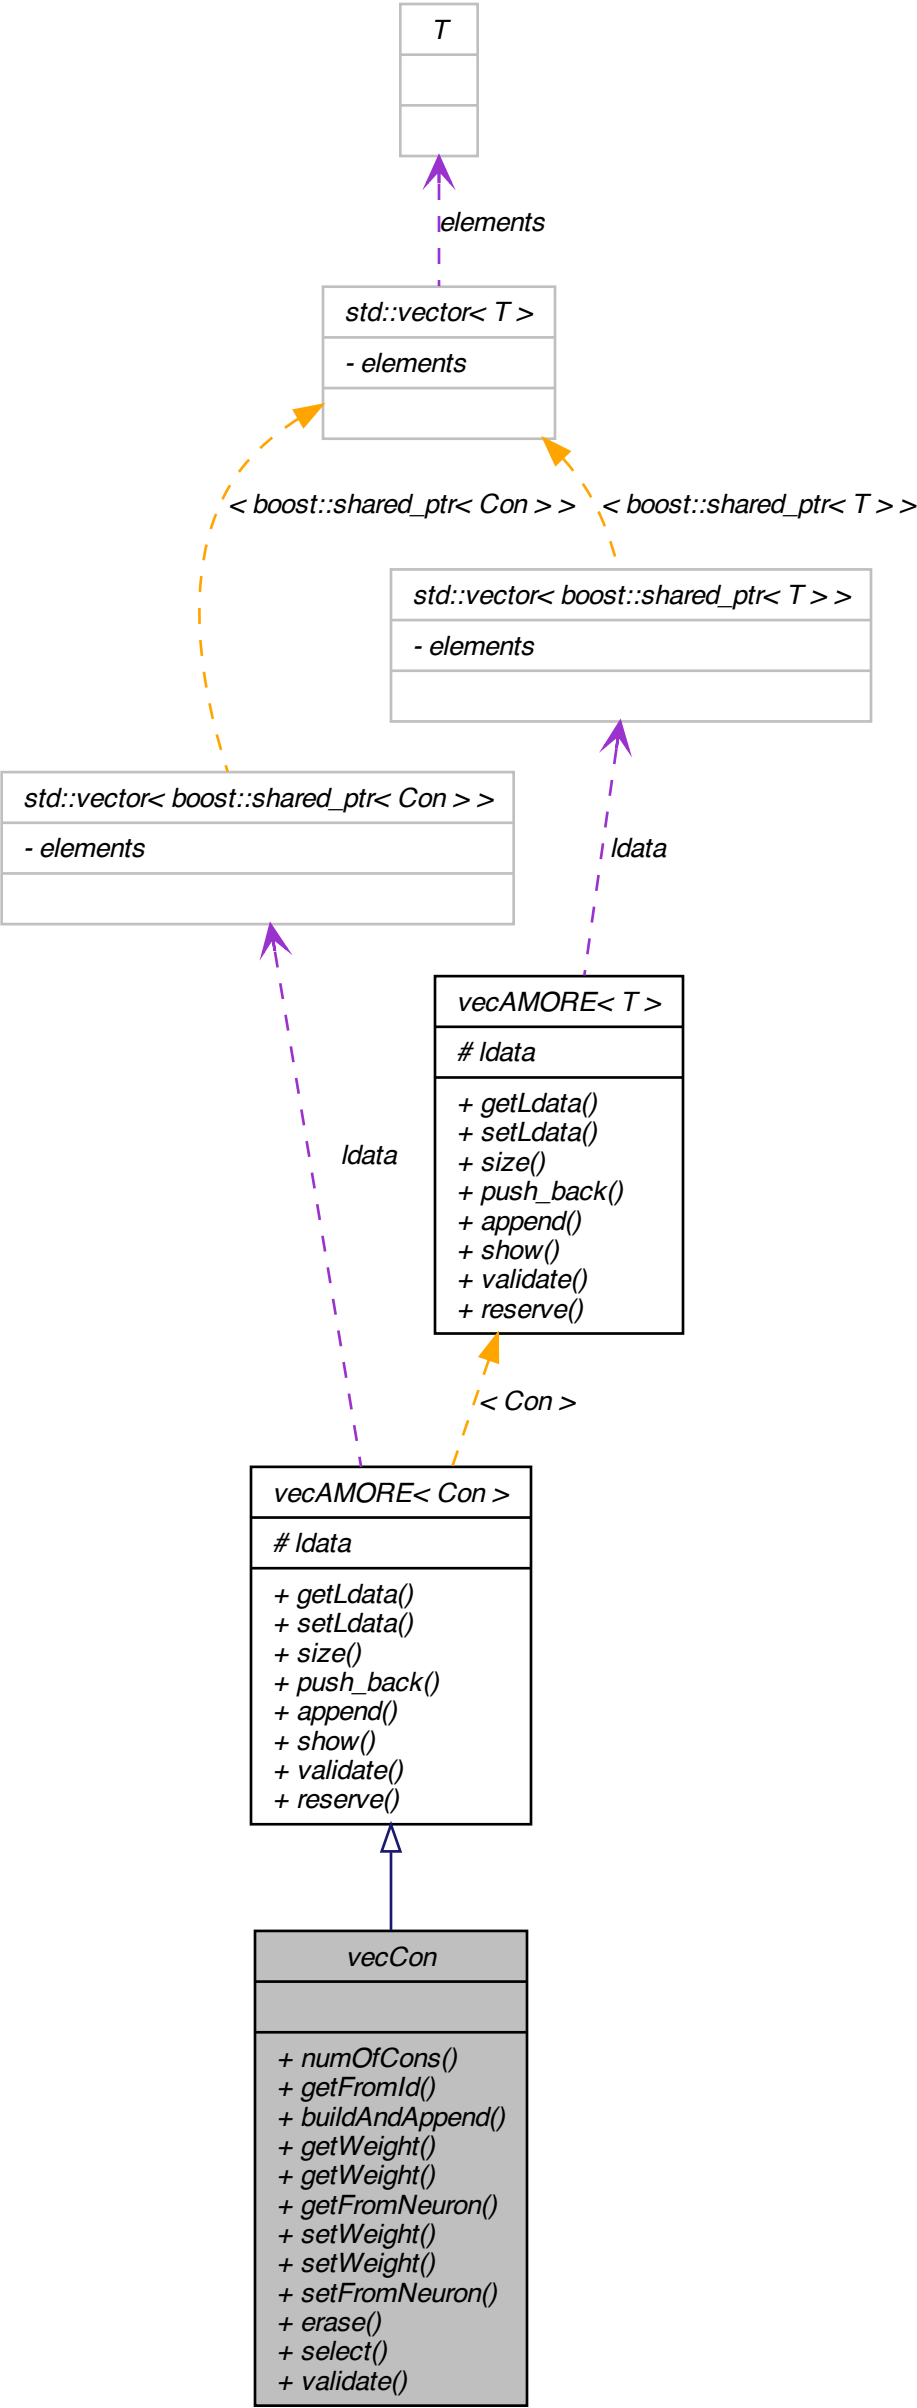 T
elements
std::vector< T >
- elements
< boost::shared_ptr< Con > >
< boost::shared_ptr< T > >
std::vector< boost::shared_ptr< T > >
- elements
std::vector< boost::shared_ptr< Con > >
- elements
ldata
vecAMORE< T >
# ldata
+ getLdata()
+ setLdata()
+ size()
+ push_back()
+ append()
+ show()
+ validate()
+ reserve()
ldata
< Con >
vecAMORE< Con >
# ldata
+ getLdata()
+ setLdata()
+ size()
+ push_back()
+ append()
+ show()
+ validate()
+ reserve()
vecCon
+ numOfCons()
+ getFromId()
+ buildAndAppend()
+ getWeight()
+ getWeight()
+ getFromNeuron()
+ setWeight()
+ setWeight()
+ setFromNeuron()
+ erase()
+ select()
+ validate()